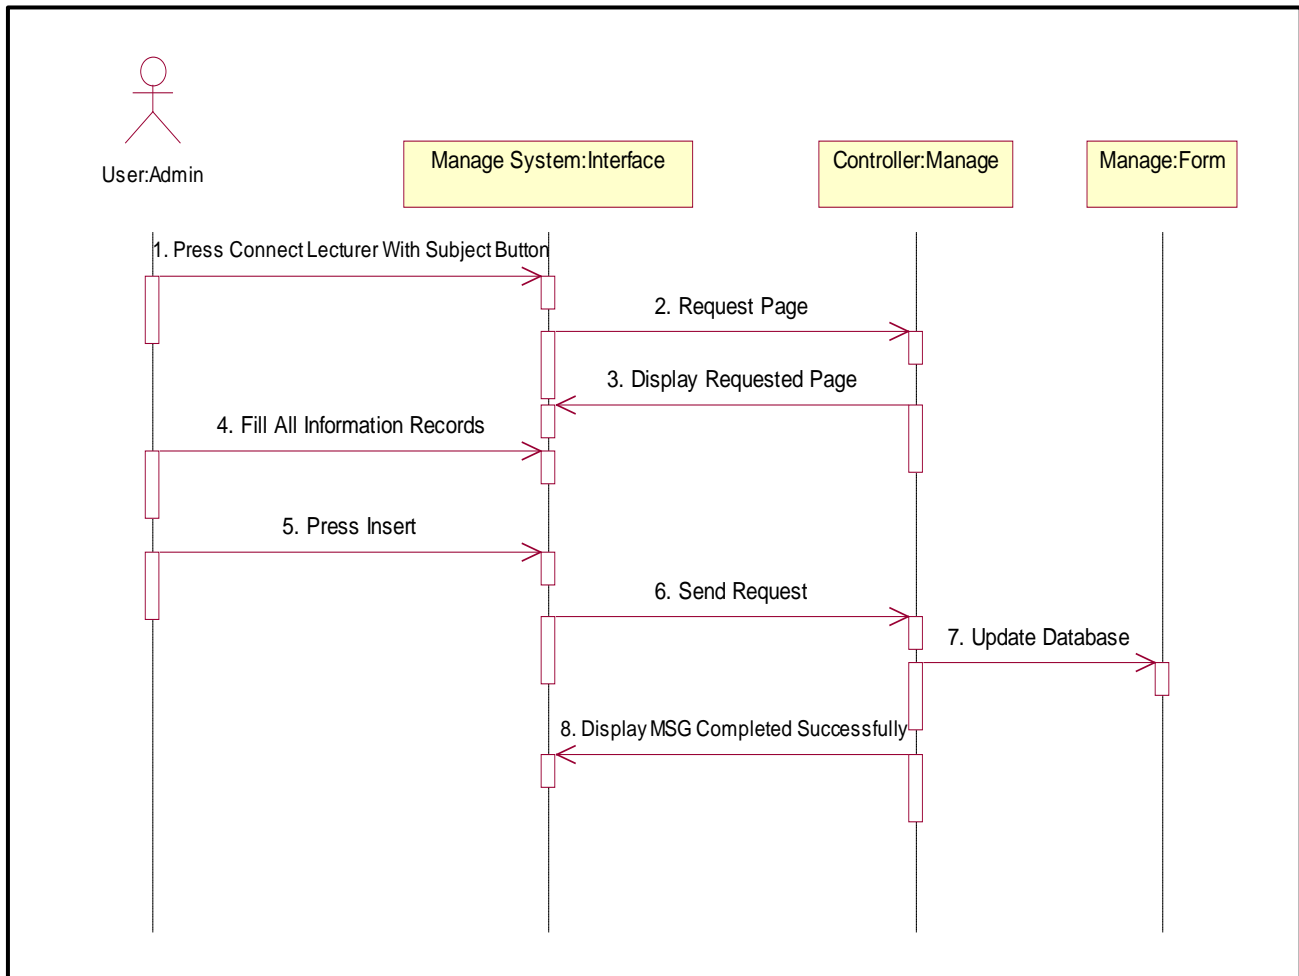 User:Admin
Manage System:Interface
Controller:Manage
Manage:Form
1. Press Connect Lecturer With Subject Button
2. Request Page
3. Display Requested Page
4. Fill All Information Records
5. Press Insert
6. Send Request
7. Update Database
8. Display MSG Completed Successfully